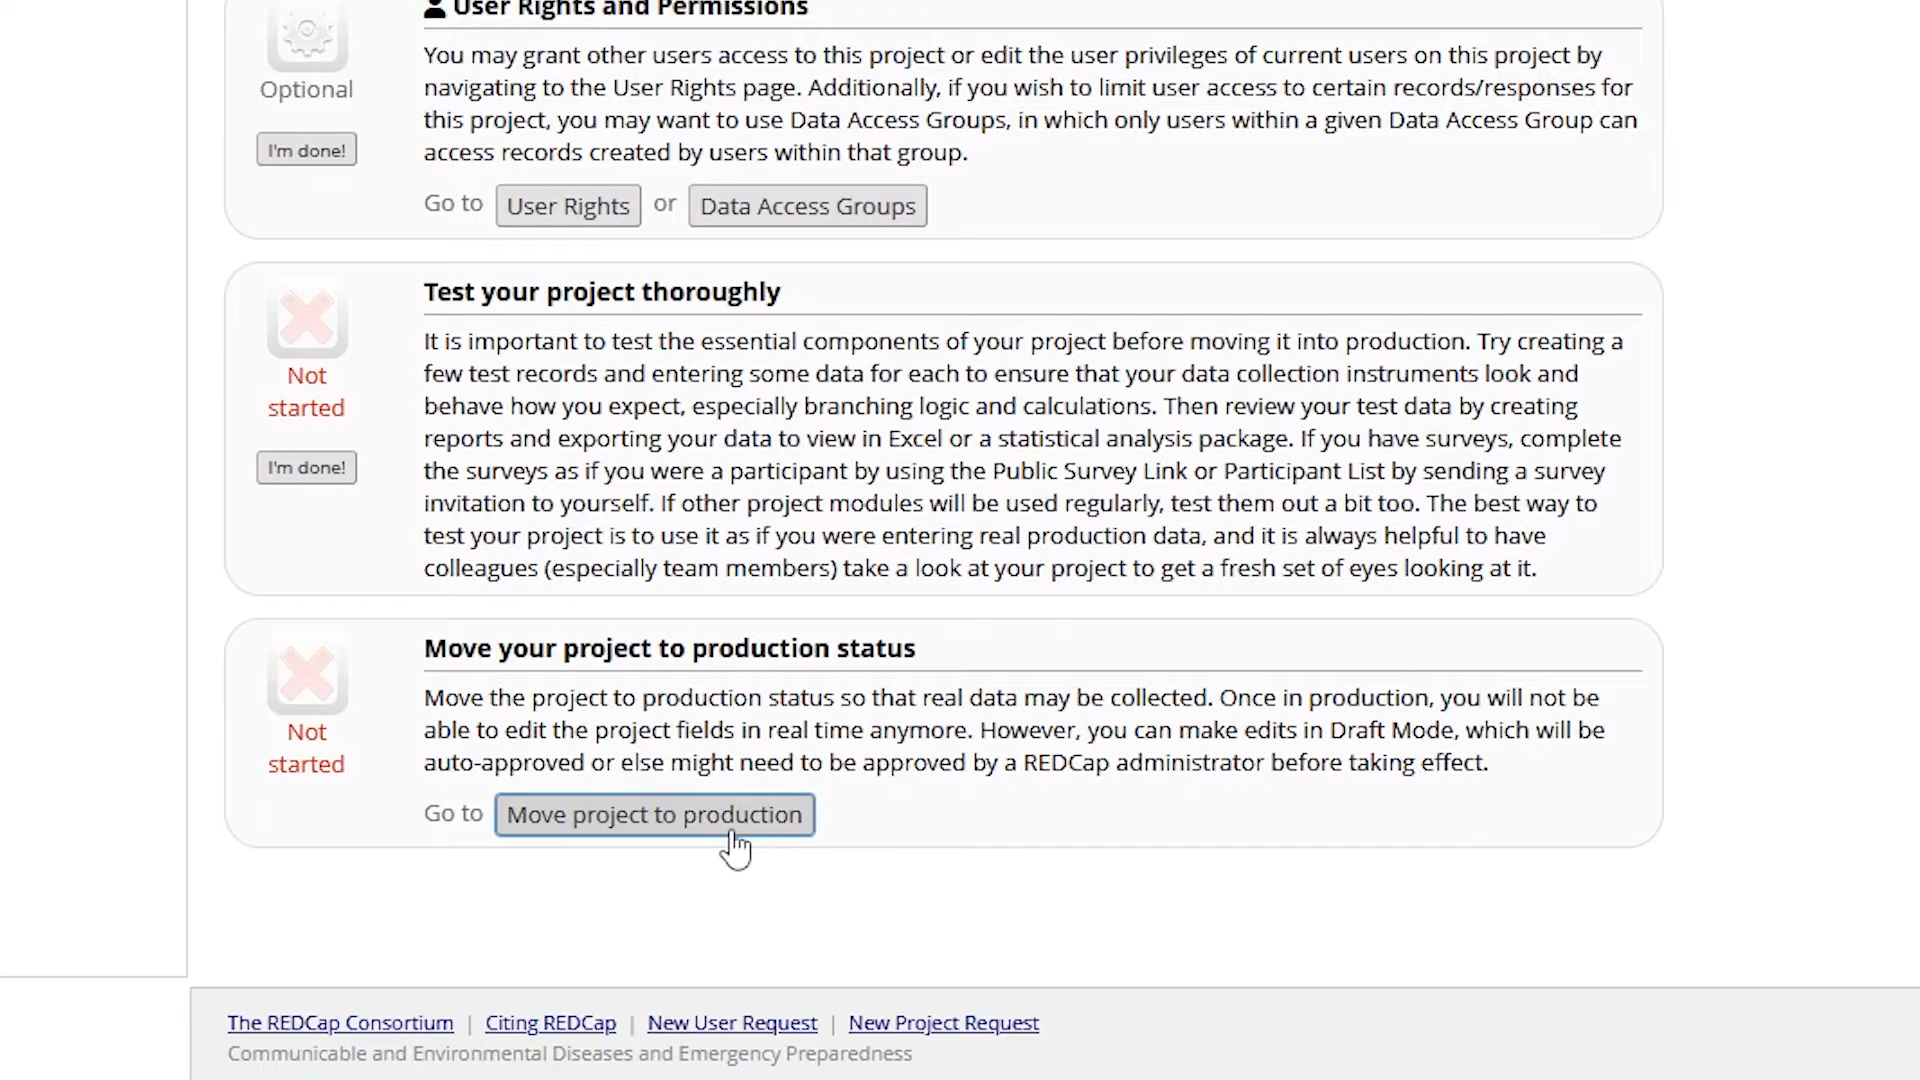 User Rights and Permissions
Optional
I'm done!
You may grant other users access to this project or edit the user privileges of current users on this project by
navigating to the User Rights page. Additionally, if you wish to limit user access to certain records/responses for
this project, you may want to use Data Access Groups, in which only users within a given Data Access Group can
access records created by users within that group.
Go to User Rights or Data Access Groups
Not
started
I'm done!
Test your project thoroughly
It is important to test the essential components of your project before moving it into production. Try creating a
few test records and entering some data for each to ensure that your data collection instruments look and
behave how you expect, especially branching logic and calculations. Then review your test data by creating
reports and exporting your data to view in Excel or a statistical analysis package. If you have surveys, complete
the surveys as if you were a participant by using the Public Survey Link or Participant List by sending a survey
invitation to yourself. If other project modules will be used regularly, test them out a bit too. The best way to
test your project is to use it as if you were entering real production data, and it is always helpful to have
colleagues (especially team members) take a look at your project to get a fresh set of eyes looking at it.
Not
started
Move your project to production status
Move the project to production status so that real data may be collected. Once in production, you will not be
able to edit the project fields in real time anymore. However, you can make edits in Draft Mode, which will be
auto-approved or else might need to be approved by a REDCap administrator before taking effect.
Go to Move project to production
The REDCap Consortium | Citing REDCap | New User Request | New Project Request
Communicable and Environmental Diseases and Emergency Preparedness